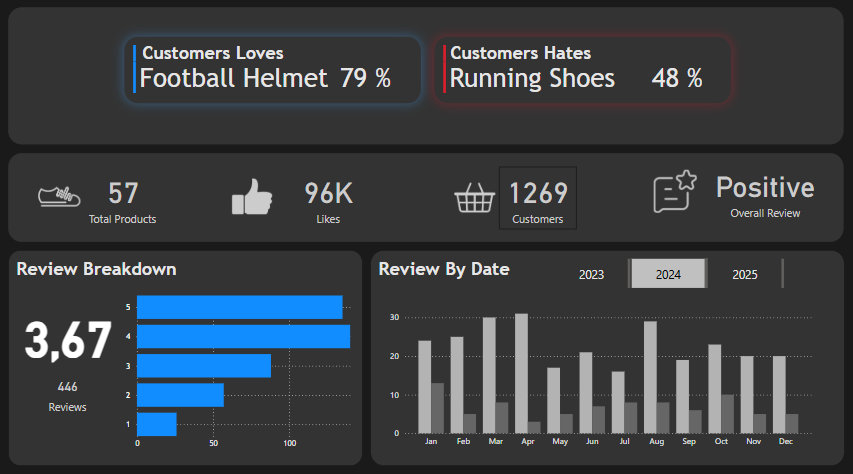 Customers Loves
Football Helmet 79 %
Customers Hates
Running Shoes 48 %
57
Total Products
96K
Likes
1269
Customers
Positive
Overall Review
Review Breakdown
3,67
446
Reviews
5
4
3
2
1
0 50 100
Review By Date
2023 2024 2025
30
20
10
0
Jan Feb Mar Apr May Jun Jul Aug Sep Oct Nov Dec